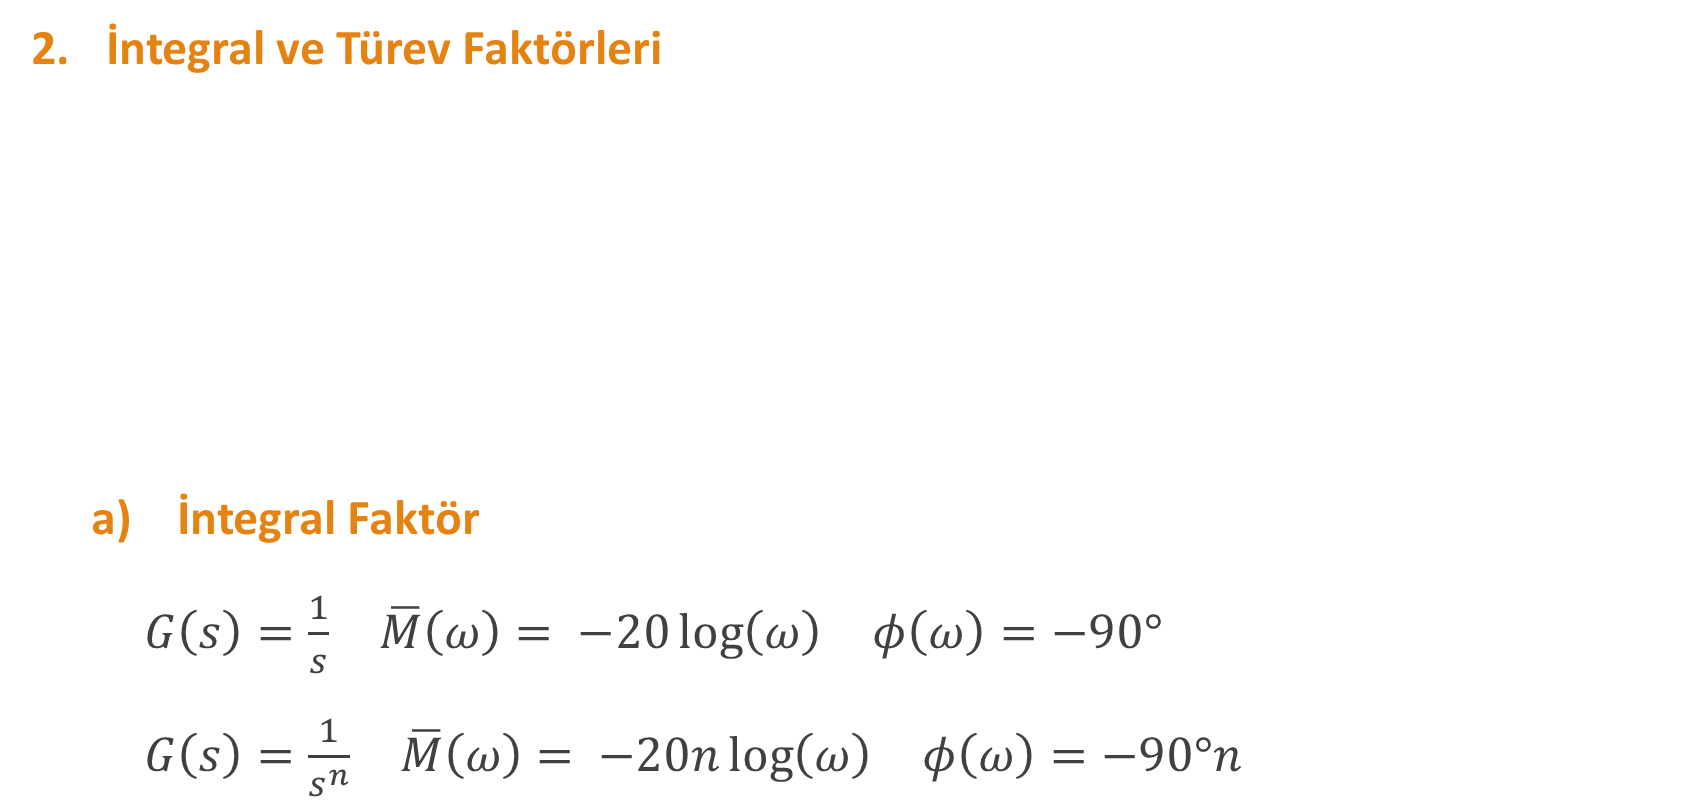 2. İntegral ve Türev Faktörleri
a) İntegral Faktör
G(s) = 1/s   M̅(ω) = −20 log(ω)   ϕ(ω) = −90°
G(s) = 1/sⁿ   M̅(ω) = −20n log(ω)   ϕ(ω) = −90°n